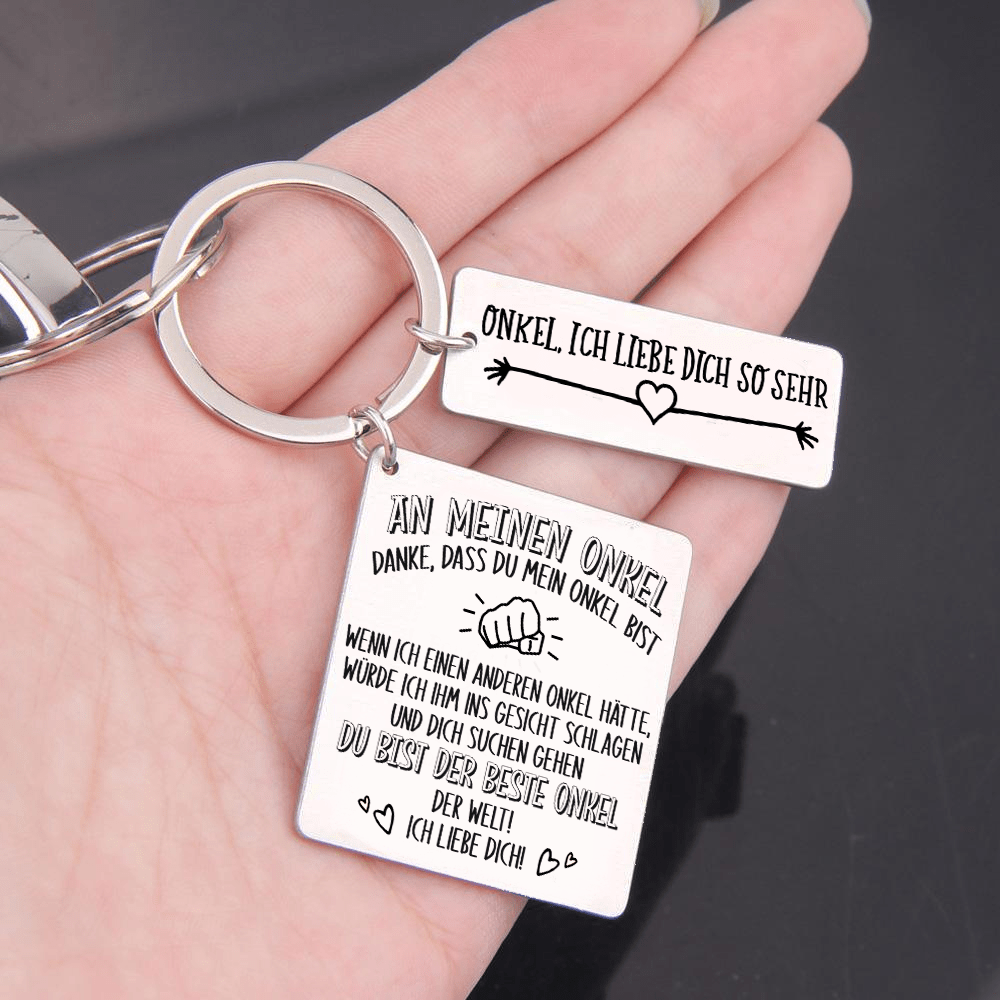 ONKEL, ICH LIEBE DICH SO SEHR
AN MEINEN ONKEL
DANKE, DASS DU MEIN ONKEL BIST
WENN ICH EINEN ANDEREN ONKEL HÄTTE,
WÜRDE ICH IHM INS GESICHT SCHLAGEN
UND DICH SUCHEN GEHEN
DU BIST DER BESTE ONKEL
DER WELT!
ICH LIEBE DICH!